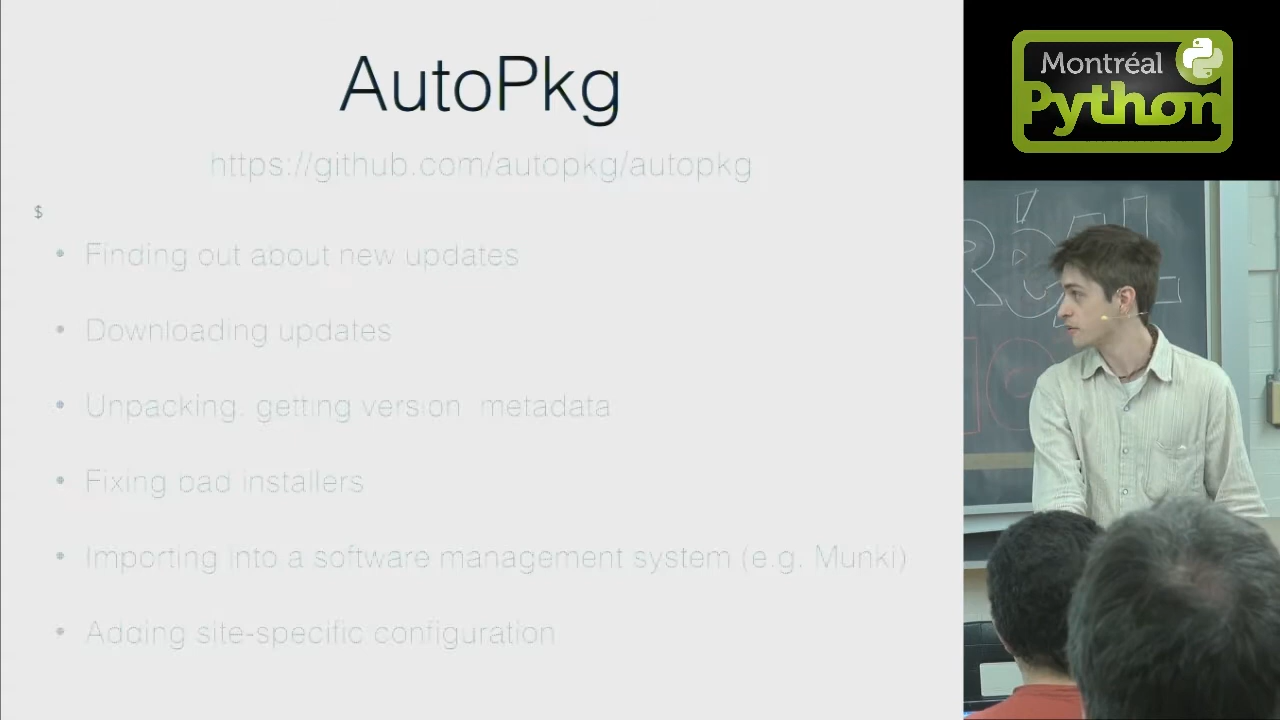 AutoPkg
https://github.com/autopkg/autopkg
$
• Finding out about new updates
• Downloading updates
• Unpacking, getting version metadata
• Fixing bad installers
• Importing into a software management system (e.g. Munki)
• Adding site-specific configuration
Montréal
Python